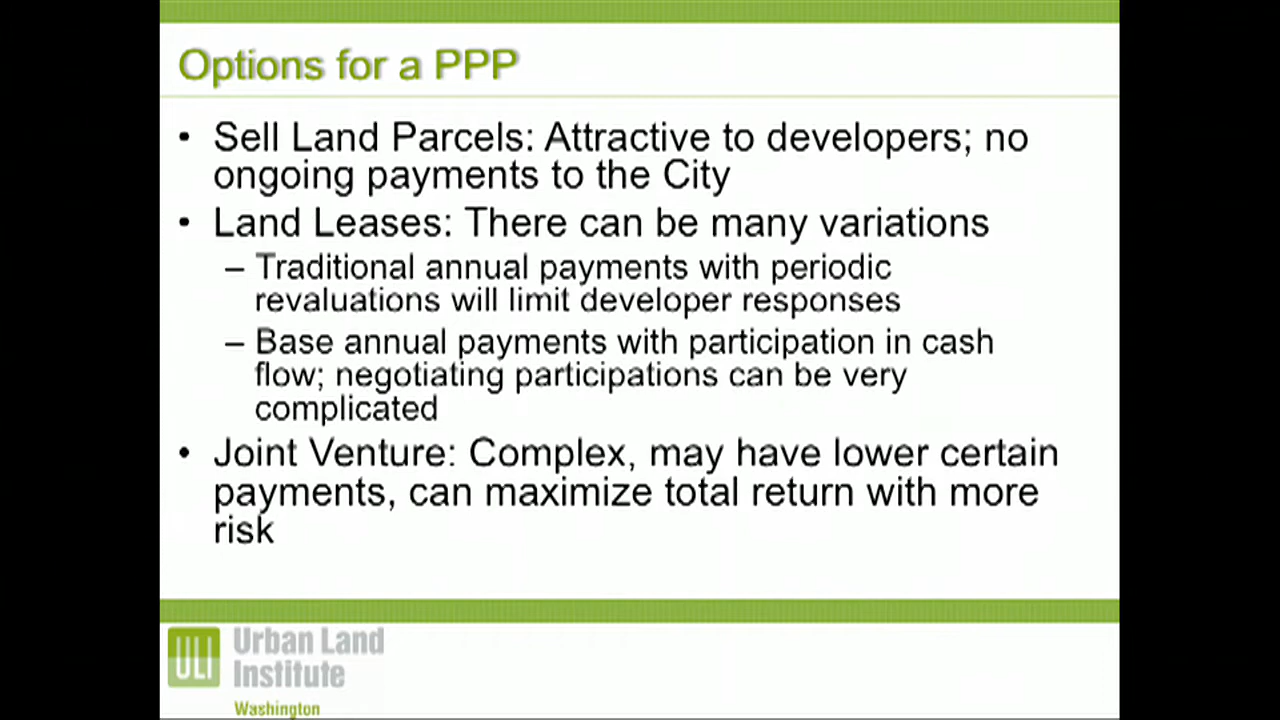 Options for a PPP
• Sell Land Parcels: Attractive to developers; no
ongoing payments to the City
• Land Leases: There can be many variations
– Traditional annual payments with periodic
revaluations will limit developer responses
– Base annual payments with participation in cash
flow; negotiating participations can be very
complicated
• Joint Venture: Complex, may have lower certain
payments, can maximize total return with more
risk
ULI
Urban Land
Institute
Washington